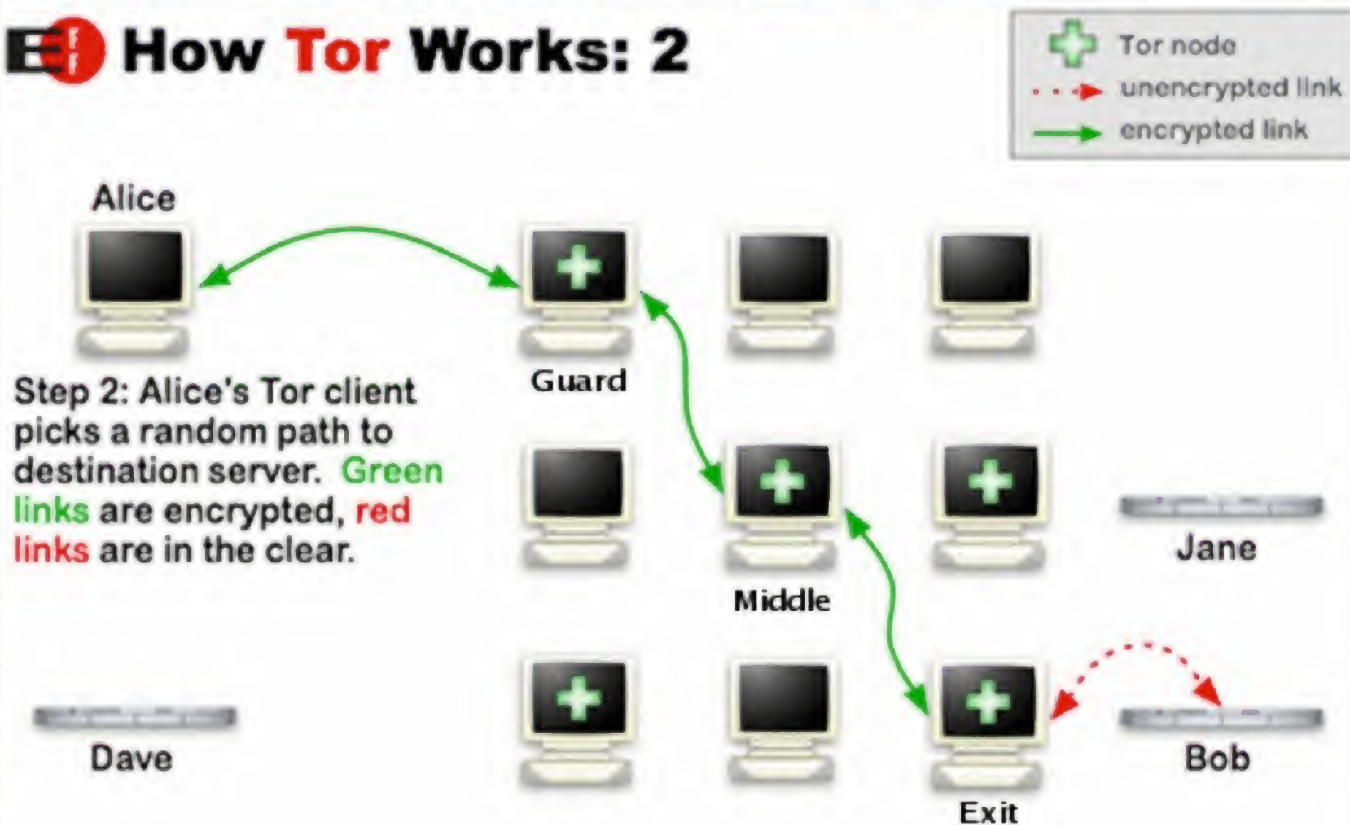 EFF How Tor Works: 2
Tor node
unencrypted link
encrypted link
Alice
Step 2: Alice's Tor client
picks a random path to
destination server. Green
links are encrypted, red
links are in the clear.
Guard
Middle
Jane
Dave
Bob
Exit